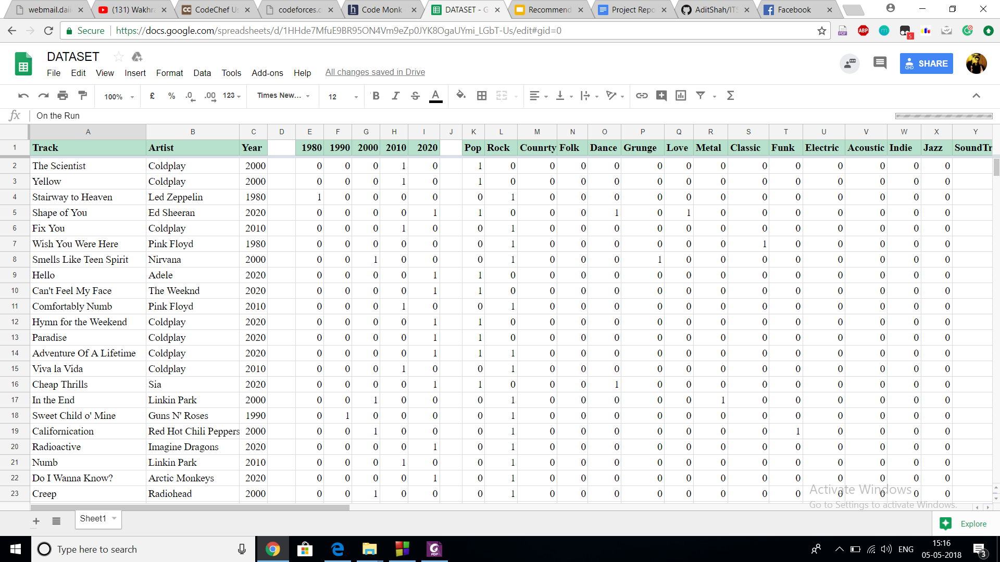 webmail.daii (131) Wakhra CodeChef Us codeforces.c Code Monk DATASET - G Recommend Project Repo AditShah/IT5 Facebook
Secure https://docs.google.com/spreadsheets/d/1HHde7MfuE9BR95ON4Vm9eZp0JYK8OgaUYmi_LGbT-Us/edit#gid=0
PDF ABP m 5
DATASET
File Edit View Insert Format Data Tools Add-ons Help All changes saved in Drive
SHARE
100% £ % .0 .00 123 Times New... 12 B I S A Σ
fx On the Run
A B C D E F G H I J K L M N O P Q R S T U V W X Y
1 Track Artist Year 1980 1990 2000 2010 2020 Pop Rock Counrty Folk Dance Grunge Love Metal Classic Funk Electric Acoustic Indie Jazz SoundTr
2 The Scientist Coldplay 2000 0 0 0 1 0 1 0 0 0 0 0 0 0 0 0 0 0 0 0
3 Yellow Coldplay 2000 0 0 0 1 0 1 0 0 0 0 0 0 0 0 0 0 0 0 0
4 Stairway to Heaven Led Zeppelin 1980 1 0 0 0 0 0 1 0 0 0 0 0 0 0 0 0 0 0 0
5 Shape of You Ed Sheeran 2020 0 0 0 0 1 1 0 0 0 1 0 1 0 0 0 0 0 0 0
6 Fix You Coldplay 2010 0 0 0 1 0 0 1 0 0 0 0 0 0 0 0 0 0 0 0
7 Wish You Were Here Pink Floyd 1980 0 0 0 0 0 0 1 0 0 0 0 0 0 1 0 0 0 0 0
8 Smells Like Teen Spirit Nirvana 2000 0 0 1 0 0 0 1 0 0 0 1 0 0 0 0 0 0 0 0
9 Hello Adele 2020 0 0 0 0 1 1 0 0 0 0 0 0 0 0 0 0 0 0 0
10 Can't Feel My Face The Weeknd 2020 0 0 0 0 1 1 0 0 0 0 0 0 0 0 0 0 0 0 0
11 Comfortably Numb Pink Floyd 2010 0 0 0 1 0 0 1 0 0 0 0 0 0 0 0 0 0 0 0
12 Hymn for the Weekend Coldplay 2020 0 0 0 0 1 1 0 0 0 0 0 0 0 0 0 0 0 0 0
13 Paradise Coldplay 2020 0 0 0 0 1 1 0 0 0 0 0 0 0 0 0 0 0 0 0
14 Adventure Of A Lifetime Coldplay 2020 0 0 0 0 1 1 1 0 0 0 0 0 0 0 0 0 0 0 0
15 Viva la Vida Coldplay 2010 0 0 0 1 0 0 1 0 0 0 0 0 0 0 0 0 0 0 0
16 Cheap Thrills Sia 2020 0 0 0 0 1 1 0 0 0 1 0 0 0 0 0 0 0 0 0
17 In the End Linkin Park 2000 0 0 1 0 0 0 1 0 0 0 0 0 1 0 0 0 0 0 0
18 Sweet Child o' Mine Guns N' Roses 1990 0 1 0 0 0 0 1 0 0 0 0 0 0 0 0 0 0 0 0
19 Californication Red Hot Chili Peppers 2000 0 0 1 0 0 0 1 0 0 0 0 0 0 0 1 0 0 0 0
20 Radioactive Imagine Dragons 2020 0 0 0 0 1 0 1 0 0 0 0 0 0 0 0 0 0 0 0
21 Numb Linkin Park 2010 0 0 0 1 0 0 1 0 0 0 0 0 0 0 0 0 0 0 0
22 Do I Wanna Know? Arctic Monkeys 2020 0 0 0 0 1 0 1 0 0 0 0 0 0 0 0 0 0 0 0
23 Creep Radiohead 2000 0 0 1 0 0 0 1 0 0 0 0 0 0 0 0 0 0 0 0
Activate Windows
Go to Settings to activate Windows.
+ Sheet1 Explore
Type here to search ENG 15:16
05-05-2018 3